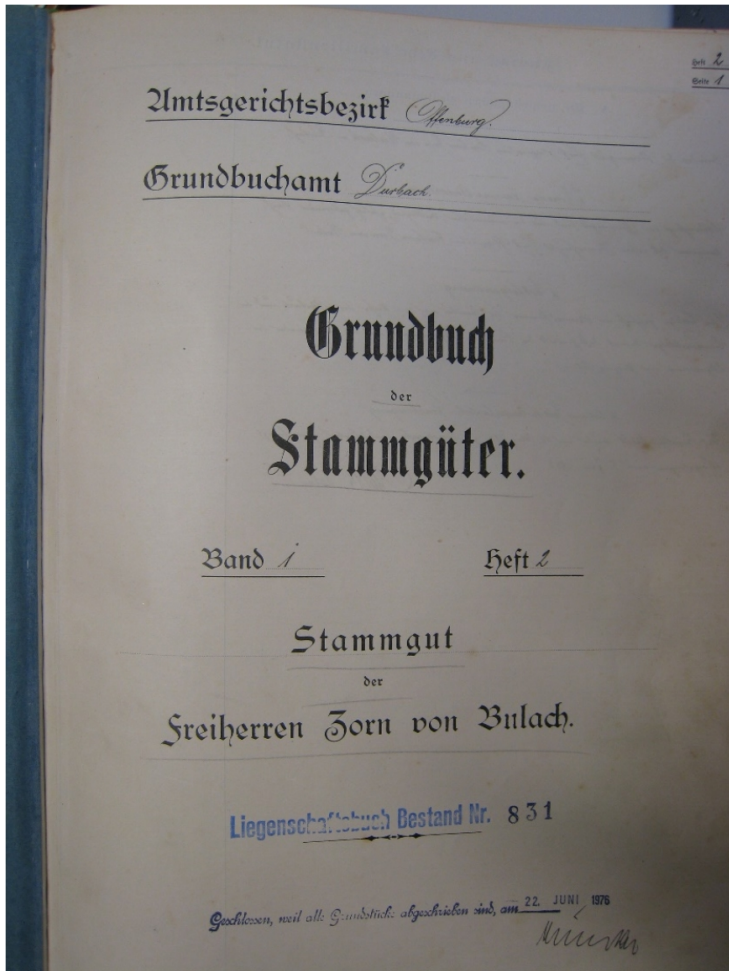 Heft 2
Seite 1
Amtsgerichtsbezirk Offenburg.
Grundbuchamt Durbach.
Grundbuch
der
Stammgüter.
Band 1 Heft 2
Stammgut
der
Freiherren Zorn von Bulach.
Liegenschaftsbuch Bestand Nr. 831
Geschlossen, weil alle Grundstücke abgeschrieben sind, am 22. JUNI 1976